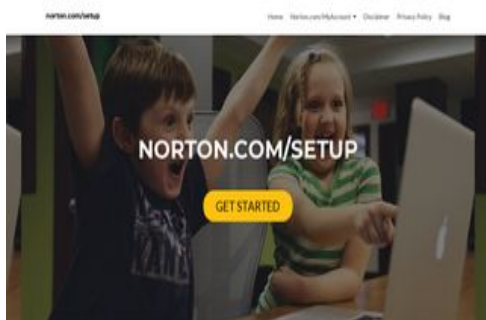 norton.com/setup
Home Norton.com/MyAccount Disclaimer Privacy Policy Blog
NORTON.COM/SETUP
GET STARTED